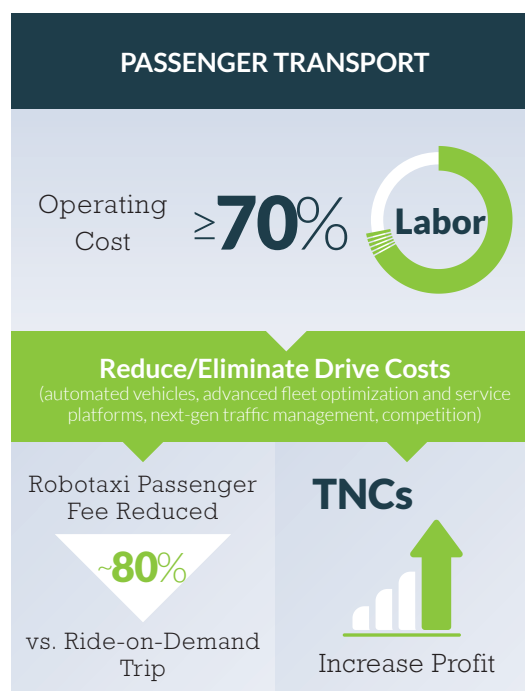 PASSENGER TRANSPORT
Operating
Cost
≥70%
Labor
Reduce/Eliminate Drive Costs
(automated vehicles, advanced fleet optimization and service
platforms, next-gen traffic management, competition)
Robotaxi Passenger
Fee Reduced
~80%
vs. Ride-on-Demand
Trip
TNCs
Increase Profit